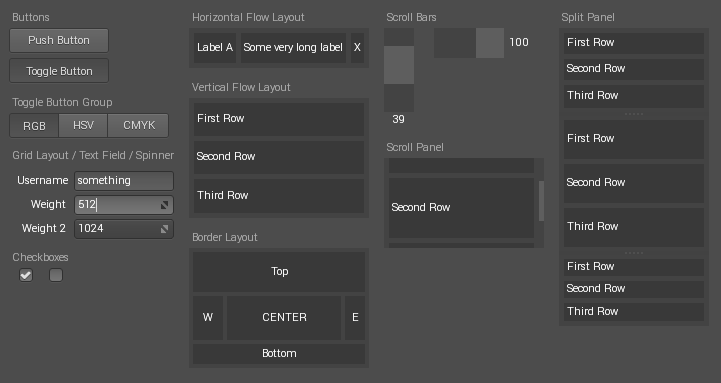 Buttons
Push Button
Toggle Button
Toggle Button Group
RGB HSV CMYK
Grid Layout / Text Field / Spinner
Username something
Weight 512
Weight 2 1024
Checkboxes
Horizontal Flow Layout
Label A Some very long label X
Vertical Flow Layout
First Row
Second Row
Third Row
Border Layout
Top
W CENTER E
Bottom
Scroll Bars
100
39
Scroll Panel
Second Row
Split Panel
First Row
Second Row
Third Row
First Row
Second Row
Third Row
First Row
Second Row
Third Row